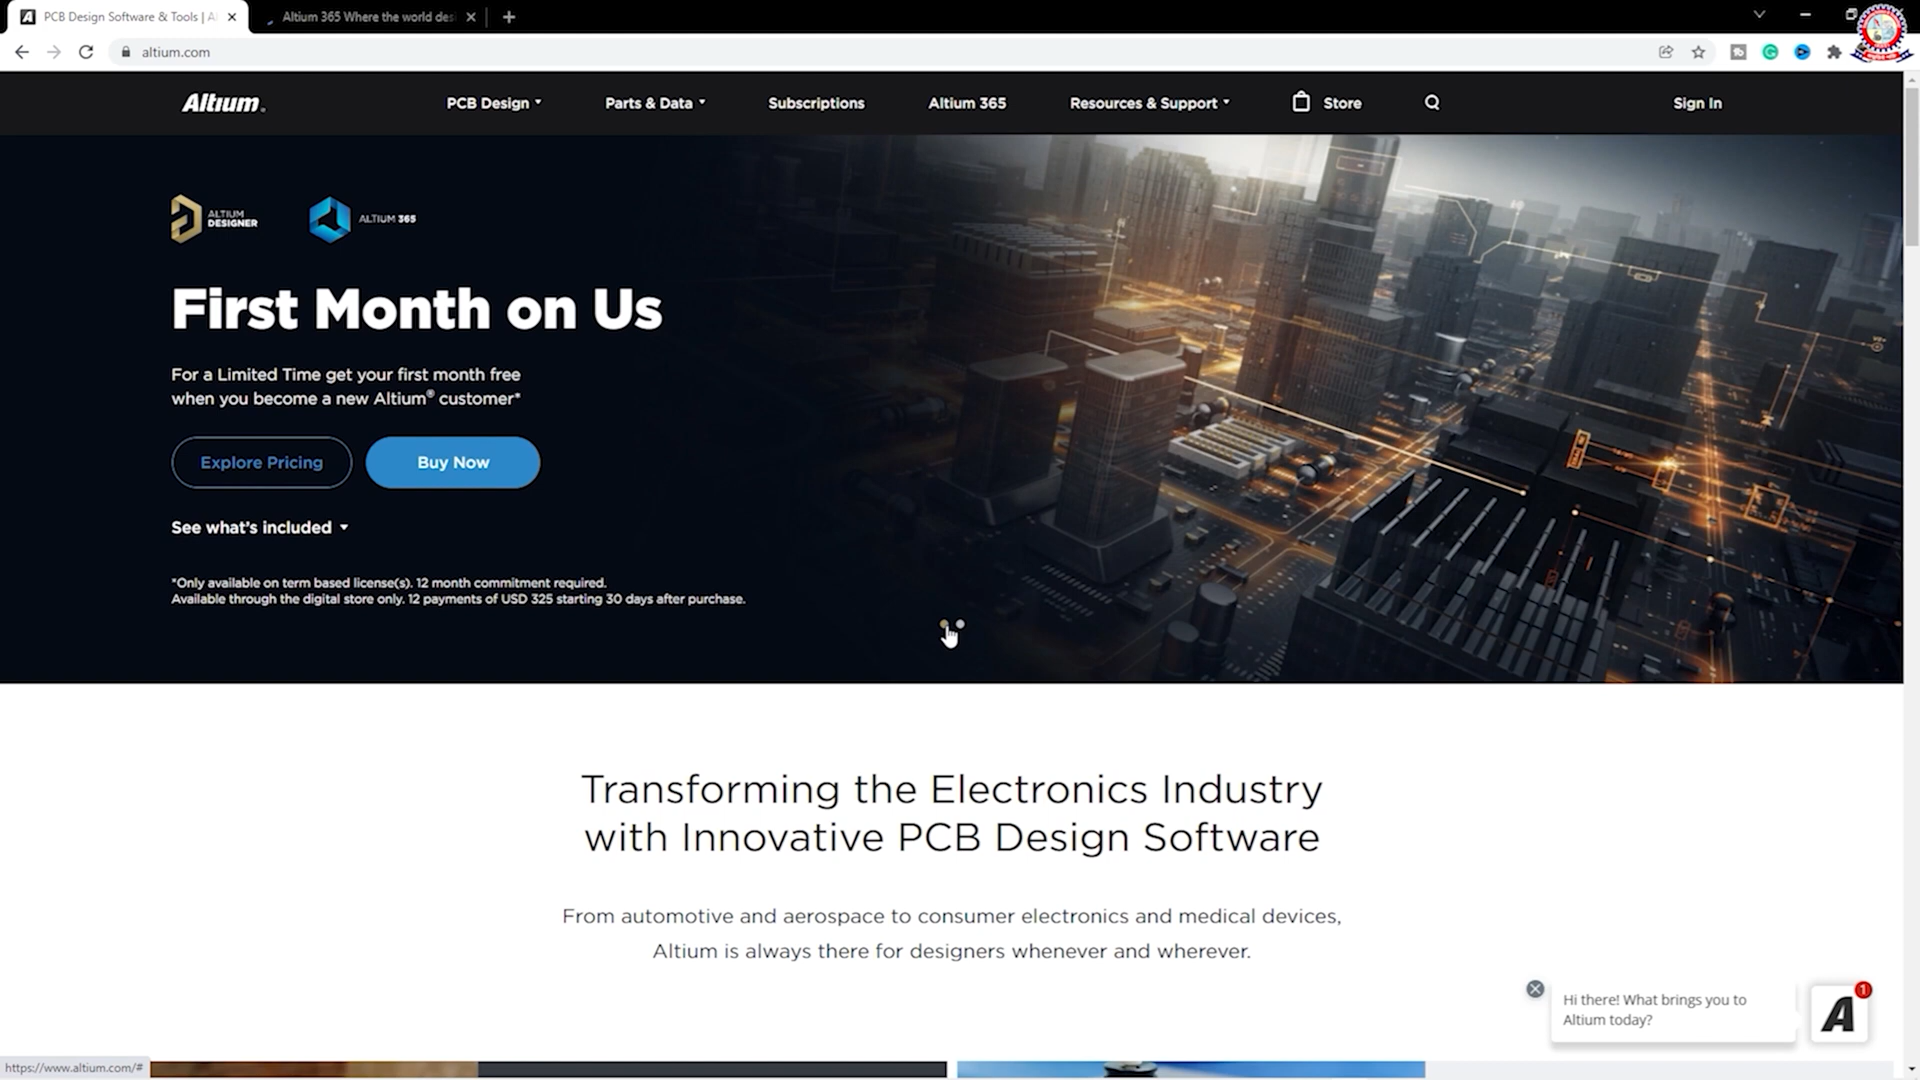 PCB Design Software & Tools | A
Altium 365 Where the world desi
altium.com
Altium
PCB Design
Parts & Data
Subscriptions
Altium 365
Resources & Support
Store
Sign In
ALTIUM
DESIGNER
ALTIUM 365
First Month on Us
For a Limited Time get your first month free
when you become a new Altium® customer*
Explore Pricing
Buy Now
See what's included
*Only available on term based license(s). 12 month commitment required.
Available through the digital store only. 12 payments of USD 325 starting 30 days after purchase.
Transforming the Electronics Industry
with Innovative PCB Design Software
From automotive and aerospace to consumer electronics and medical devices,
Altium is always there for designers whenever and wherever.
Hi there! What brings you to
Altium today?
A
1
https://www.altium.com/#